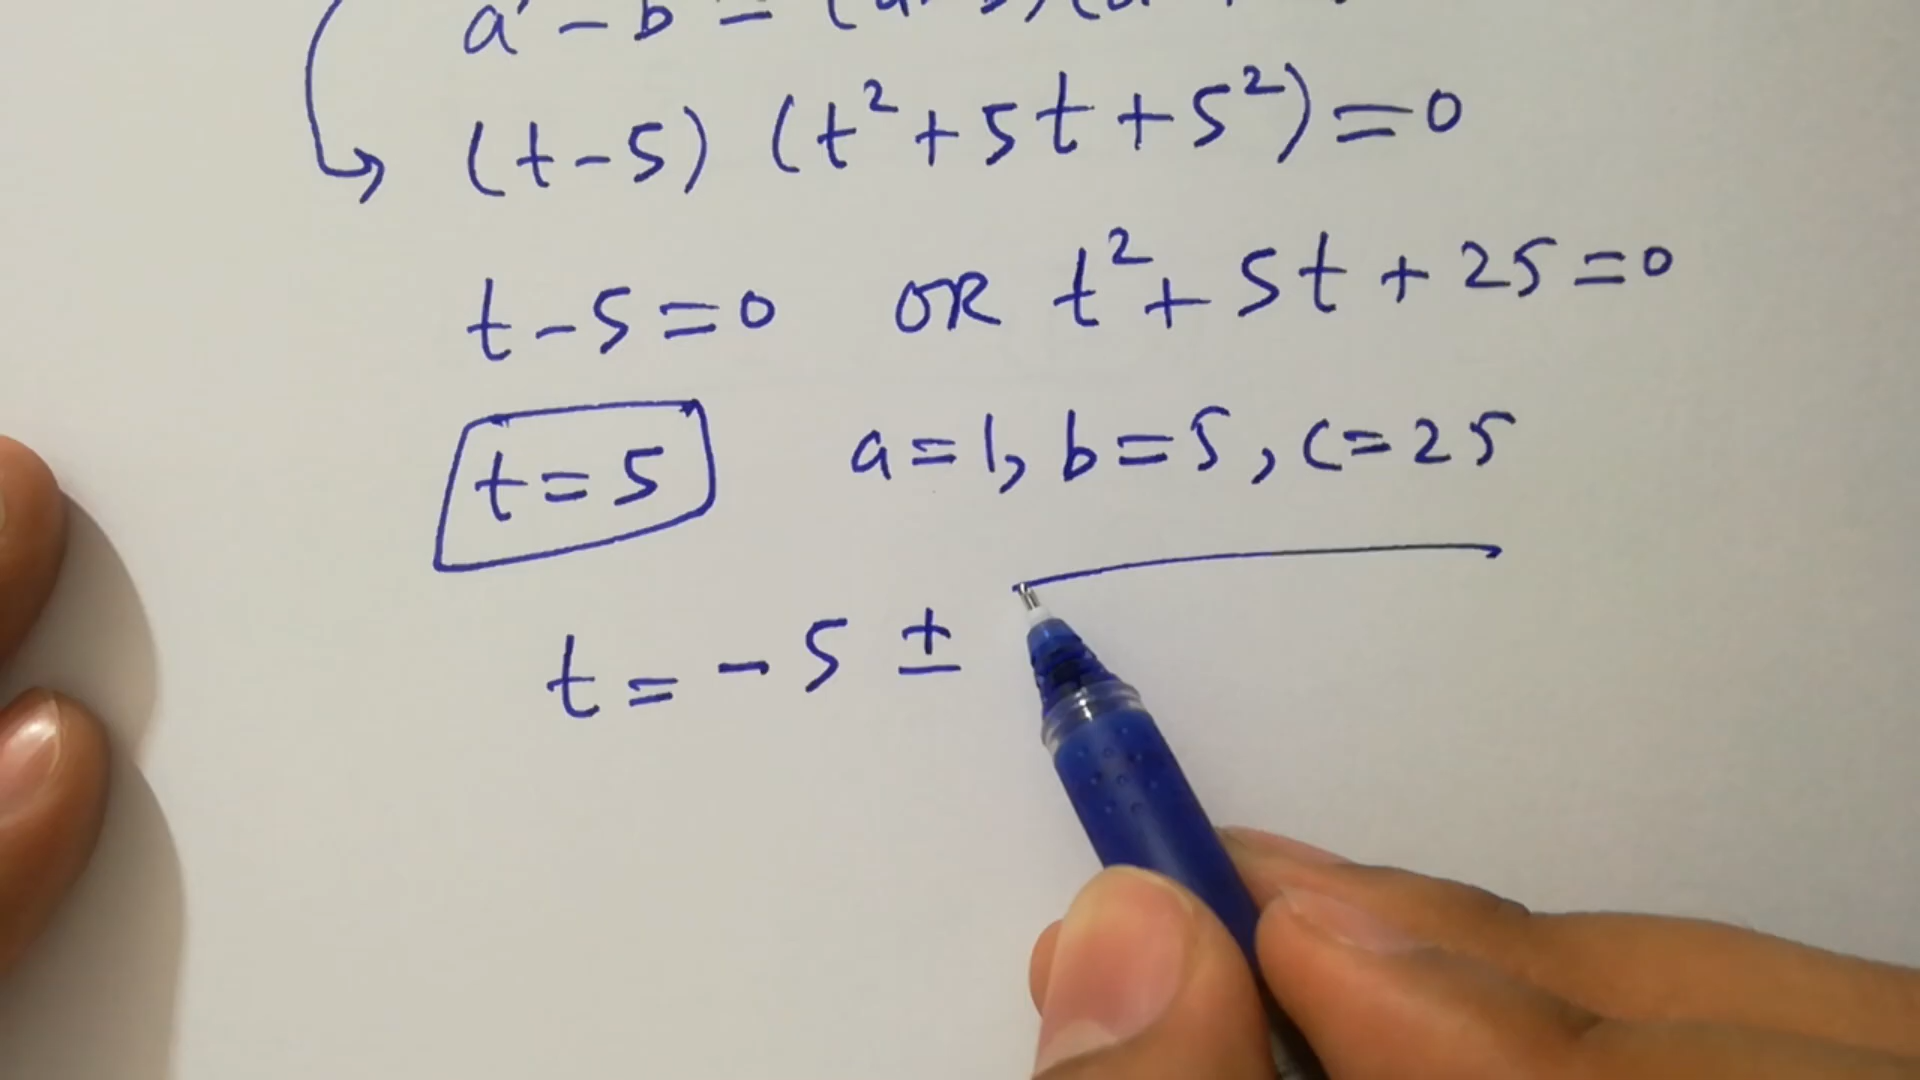 (t-5) (t²+5t+5²)=0
t-5=0 OR t²+5t+25=0
t=5 a=1, b=5, c=25
t=-5±